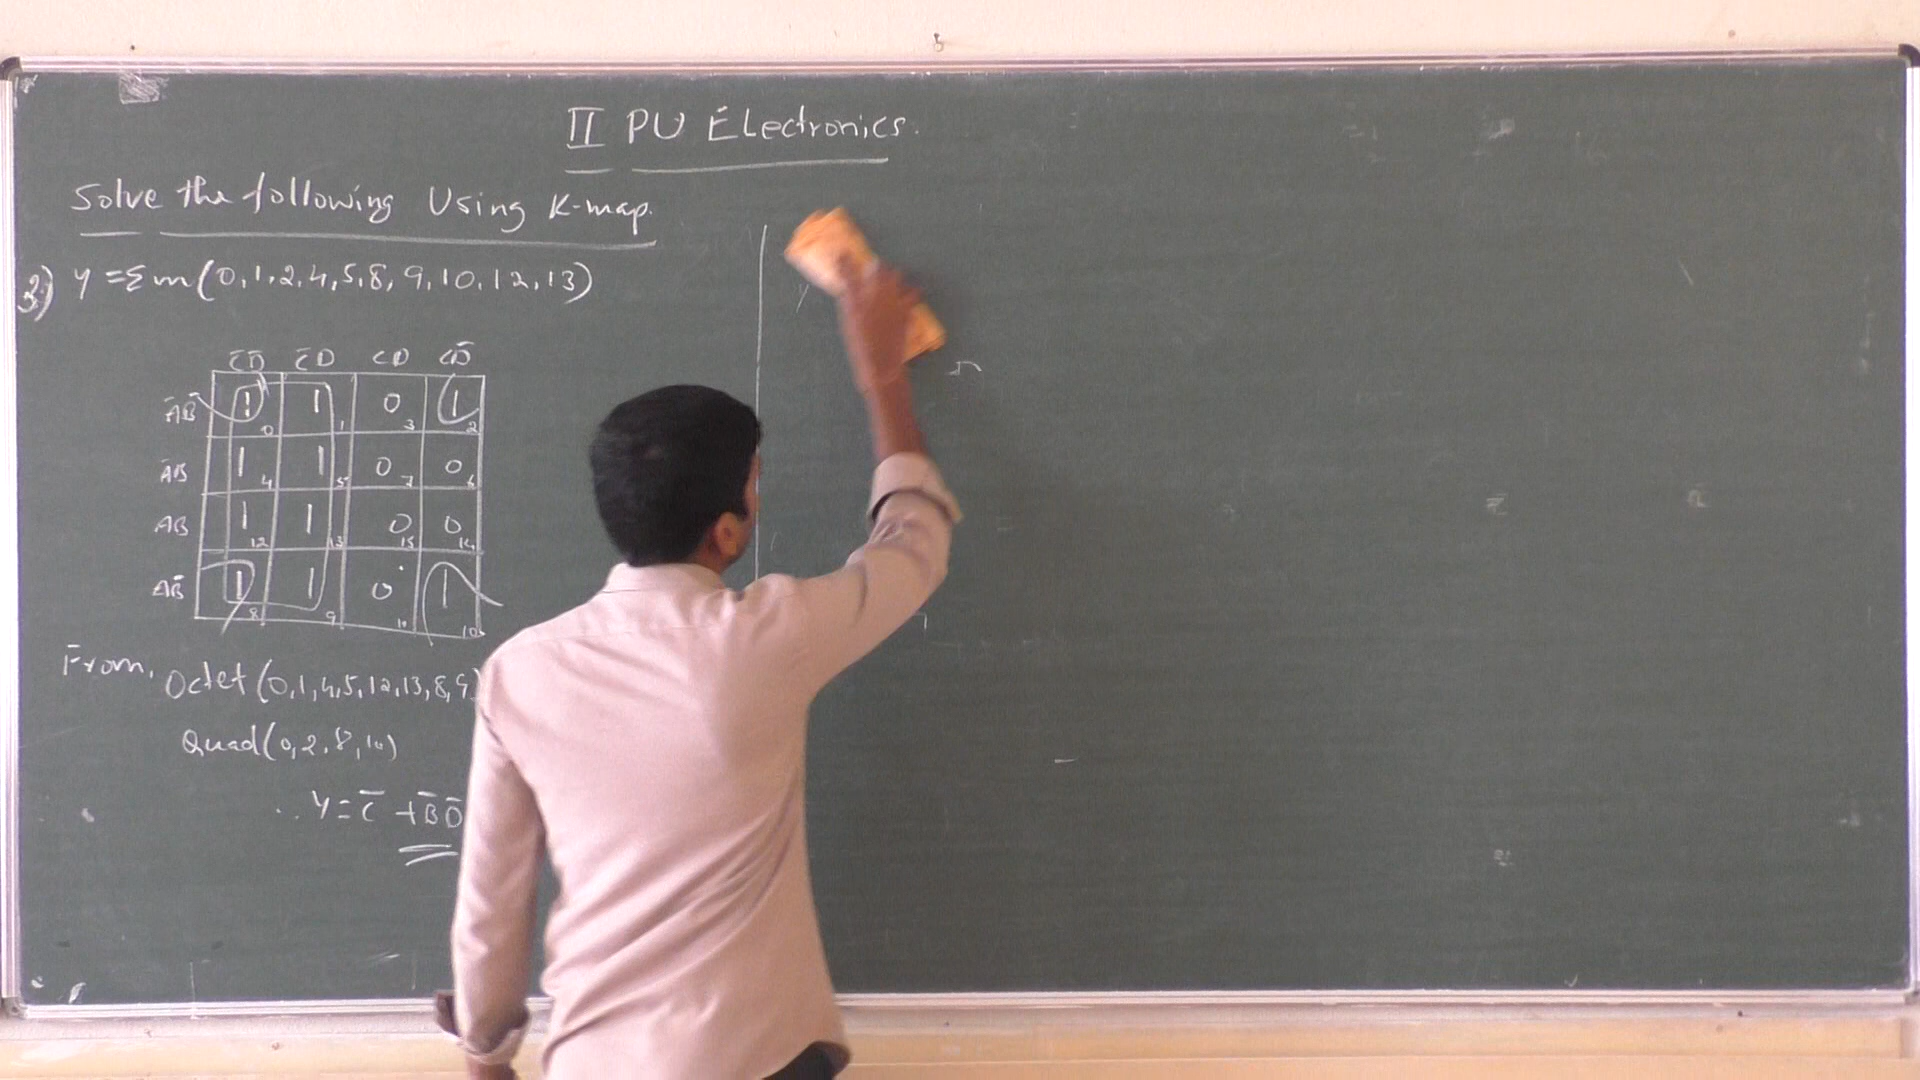 II PU Electronics.
Solve the following Using K-map.
3) Y = Σm(0,1,2,4,5,8,9,10,12,13)
C̅D̅ C̅D CD CD̅
A̅B̅ 1 0 1 1 0 3 1 2
A̅B 1 4 1 5 0 7 0 6
AB 1 12 1 13 0 15 0 14
AB̅ 1 8 1 9 0 11 1 10
From, Octet (0,1,4,5,12,13,8,9)
Quad(0,2,8,10)
∴ Y = C̅ + B̅D̅